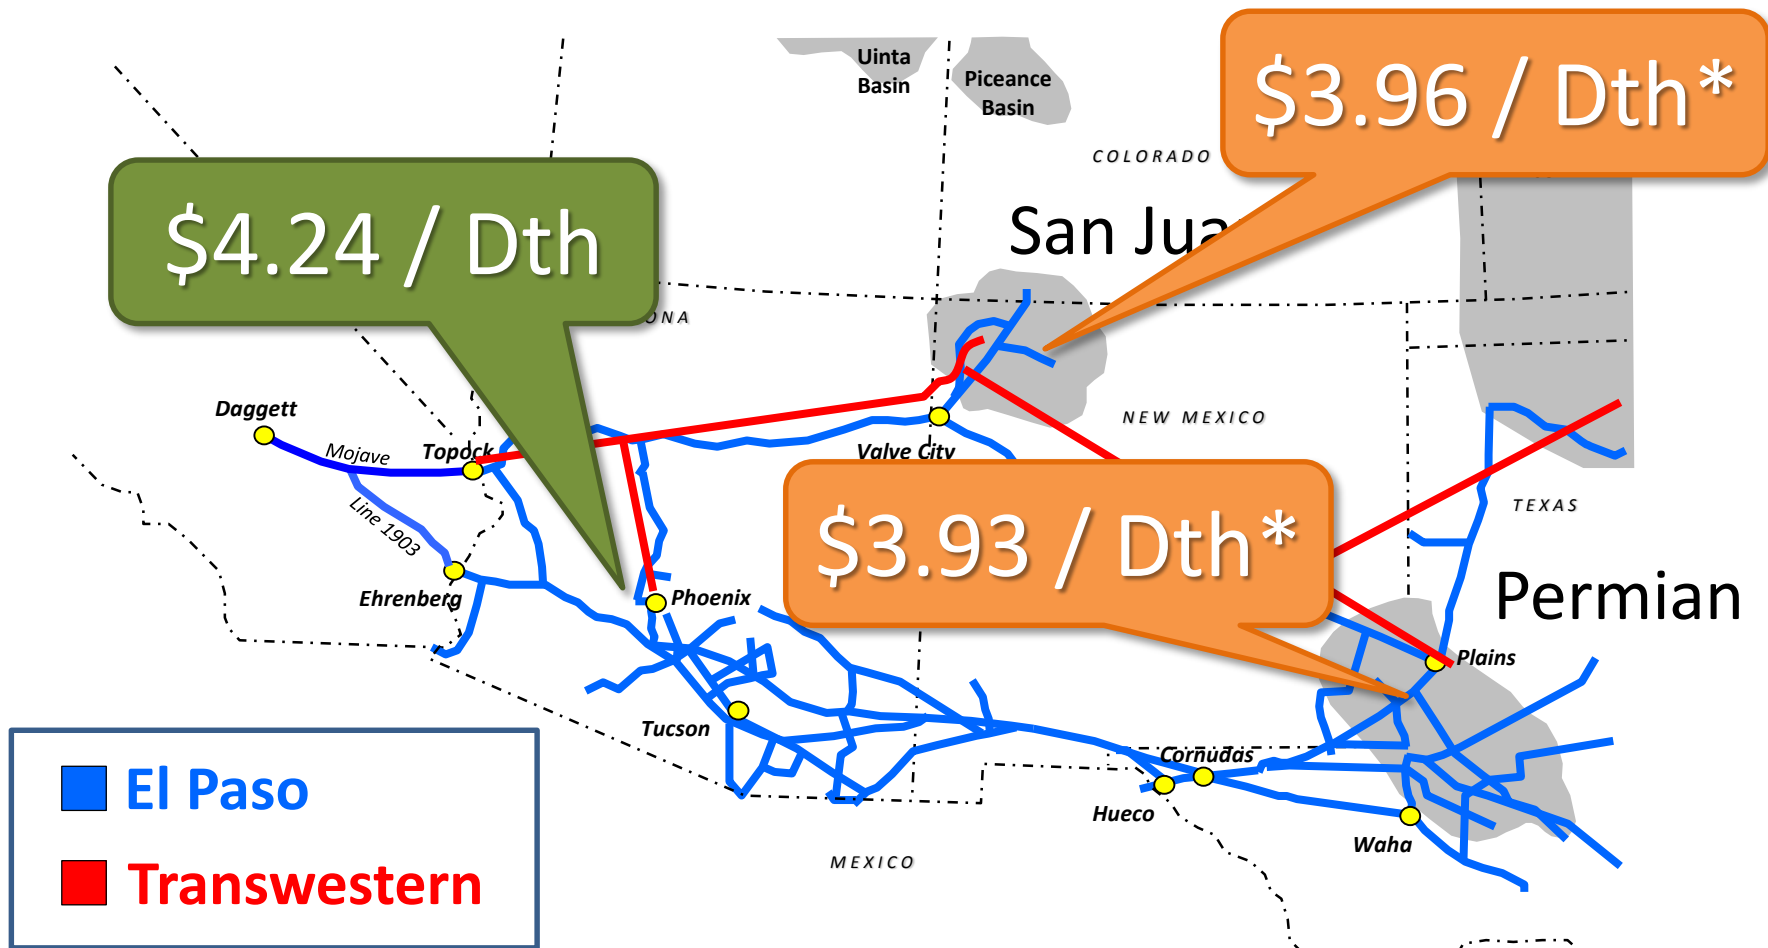 Uinta
Basin
Piceance
Basin
$3.96 / Dth*
COLORADO
$4.24 / Dth
San Jua
ONA
Daggett
Mojave
Topock
Line 1903
Valve City
NEW MEXICO
$3.93 / Dth*
TEXAS
Permian
Ehrenberg
Phoenix
Plains
Tucson
Cornudas
Hueco
Waha
MEXICO
El Paso
Transwestern